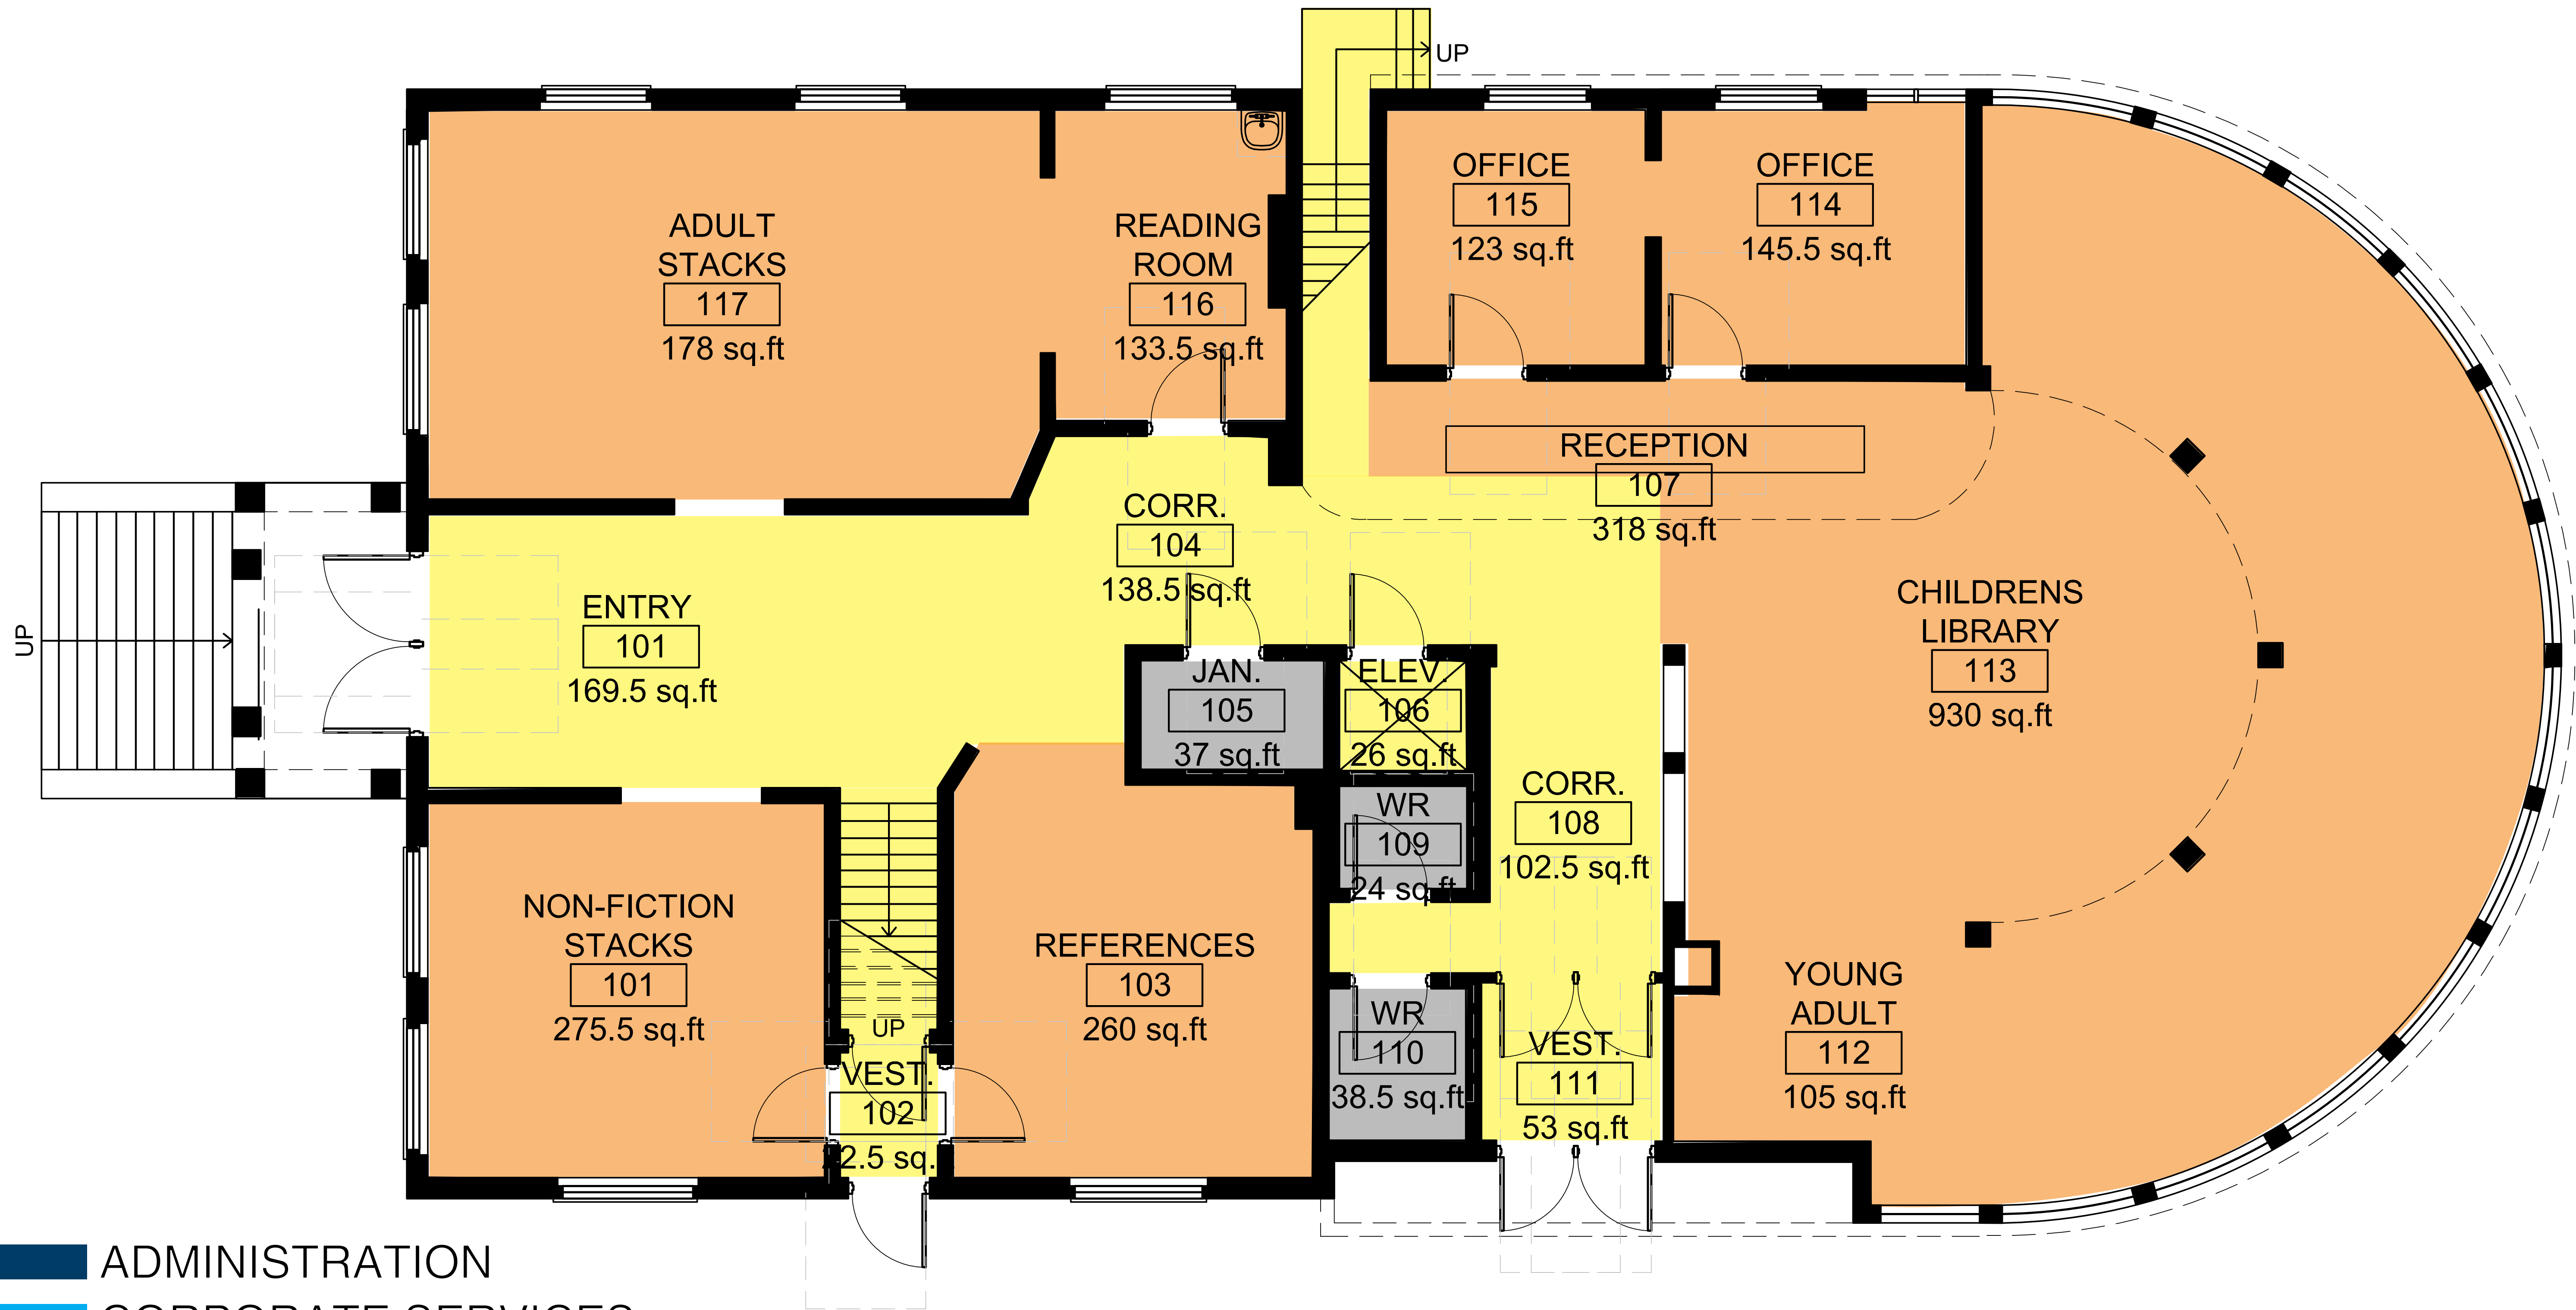 UP
ADULT
STACKS
117
178 sq.ft
READING
ROOM
116
133.5 sq.ft
OFFICE
115
123 sq.ft
OFFICE
114
145.5 sq.ft
RECEPTION
107
318 sq.ft
CORR.
104
138.5 sq.ft
UP
ENTRY
101
169.5 sq.ft
JAN.
105
37 sq.ft
ELEV.
106
26 sq.ft
CHILDRENS
LIBRARY
113
930 sq.ft
WR
109
24 sq.ft
CORR.
108
102.5 sq.ft
NON-FICTION
STACKS
101
275.5 sq.ft
UP
VEST.
102
2.5 sq.
REFERENCES
103
260 sq.ft
WR
110
38.5 sq.ft
VEST.
111
53 sq.ft
YOUNG
ADULT
112
105 sq.ft
ADMINISTRATION
CORPORATE SERVICES